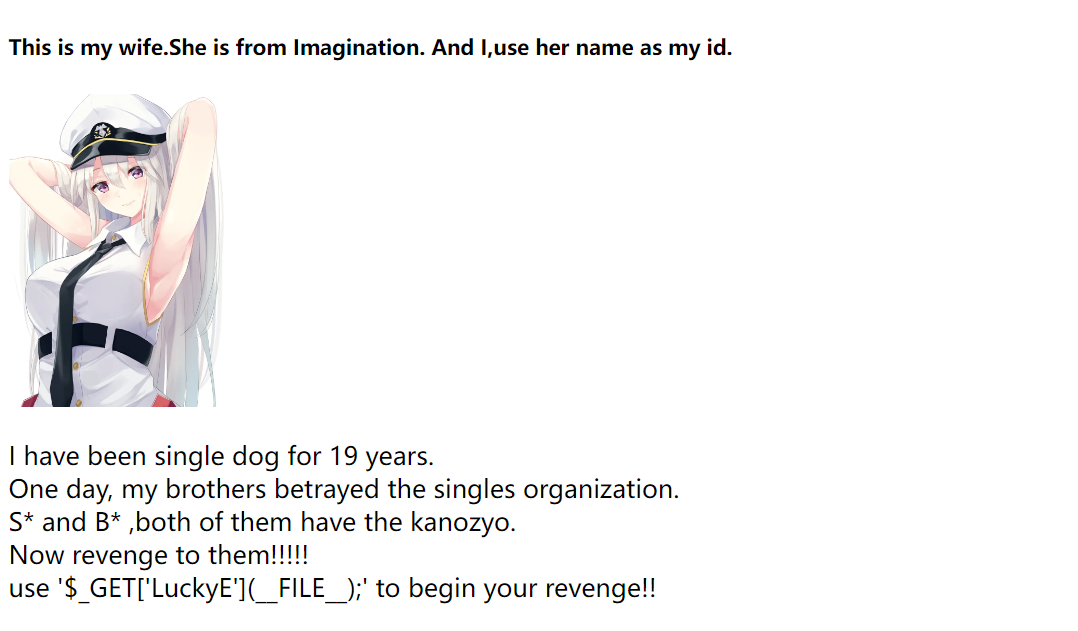 This is my wife.She is from Imagination. And I,use her name as my id.
I have been single dog for 19 years.
One day, my brothers betrayed the singles organization.
S* and B* ,both of them have the kanozyo.
Now revenge to them!!!!!
use '$_GET['LuckyE'](__FILE__);' to begin your revenge!!